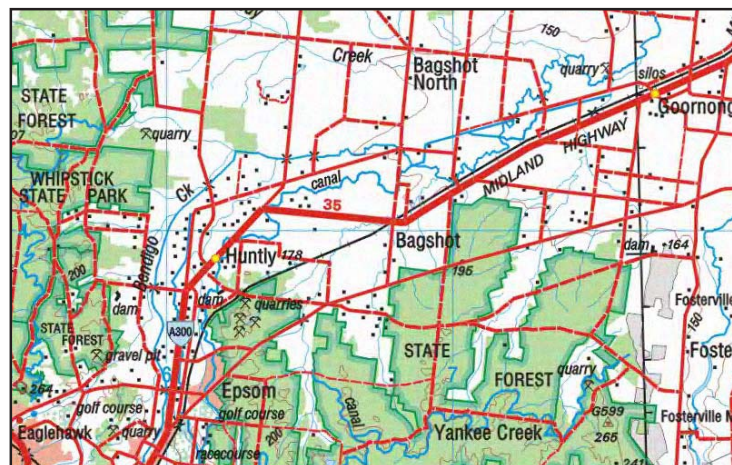 150
Creek
Bagshot
North
quarry
silos
Goornong
STATE
FOREST
07
quarry
MIDLAND HIGHWAY
WHIPSTICK
STATE PARK
Ck
canal
35
Bendigo
Bagshot
Huntly
178
dam
164
200
195
dam
dam
quarries
Fosterville
150
STATE
FOREST
A300
gravel pit
STATE
Foste
FOREST
264
Epsom
quarry
golf course
golf course
canal
G599
Fosterville M
Eaglehawk
quarry
200
Yankee Creek
265
racecourse
241